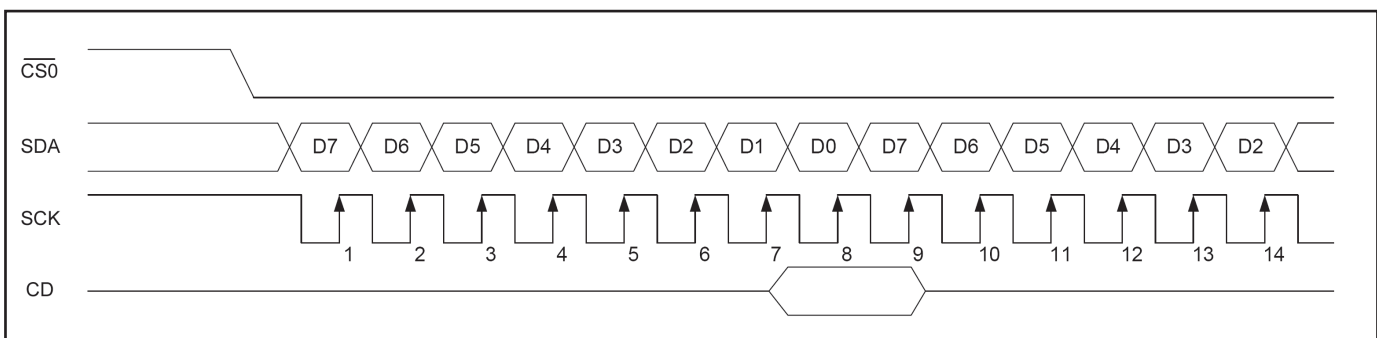 CS0
SDA D7 D6 D5 D4 D3 D2 D1 D0 D7 D6 D5 D4 D3 D2
SCK
1 2 3 4 5 6 7 8 9 10 11 12 13 14
CD